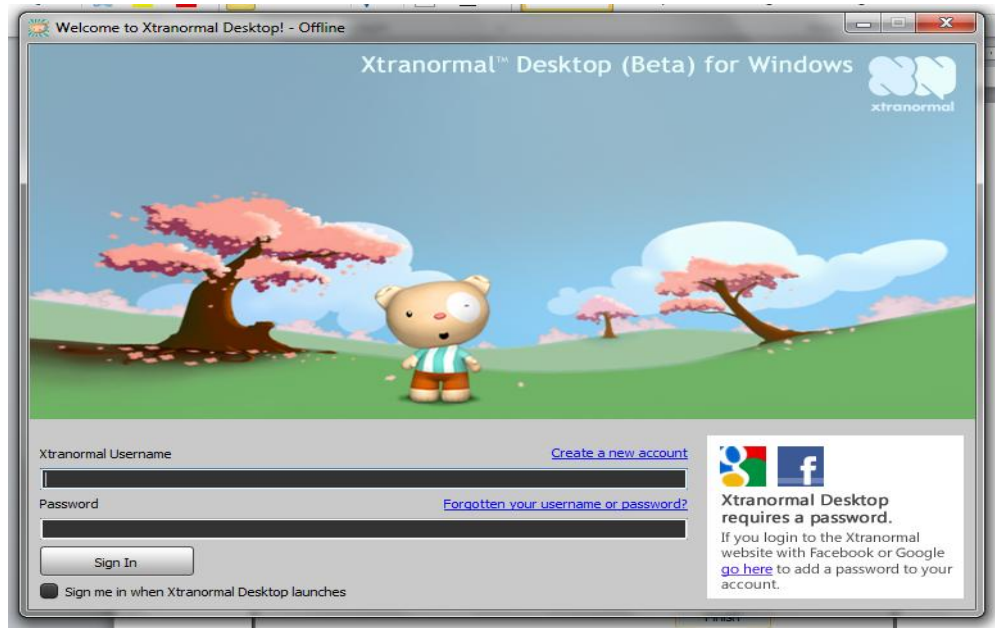 Welcome to Xtranormal Desktop! - Offline
Xtranormal™ Desktop (Beta) for Windows
xtranormal
Xtranormal Username
Create a new account
Password
Forgotten your username or password?
Sign In
Sign me in when Xtranormal Desktop launches
Xtranormal Desktop
requires a password.
If you login to the Xtranormal
website with Facebook or Google
go here to add a password to your
account.